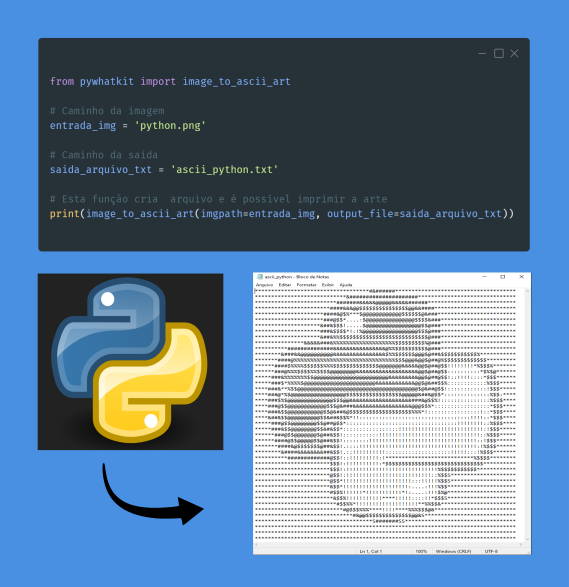 from pywhatkit import image_to_ascii_art
# Caminho da imagem
entrada_img = 'python.png'
# Caminho da saida
saida_arquivo_txt = 'ascii_python.txt'
# Esta função cria  arquivo e é possível imprimir a arte
print(image_to_ascii_art(imgpath=entrada_img, output_file=saida_arquivo_txt))
ascii_python - Bloco de Notas
Arquivo Editar Formatar Exibir Ajuda
Ln 1, Col 1 100% Windows (CRLF) UTF-8